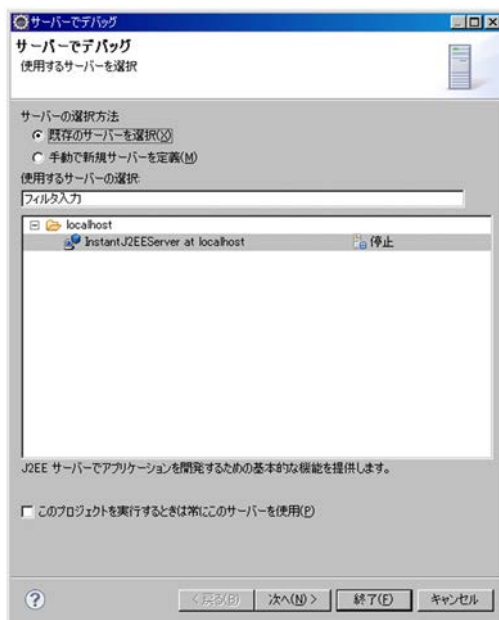 サーバーでデバッグ
サーバーでデバッグ
使用するサーバーを選択
サーバーの選択方法
既存のサーバーを選択(X)
手動で新規サーバーを定義(M)
使用するサーバーの選択:
フィルタ入力
localhost
InstantJ2EEServer at localhost 停止
J2EE サーバーでアプリケーションを開発するための基本的な機能を提供します。
このプロジェクトを実行するときは常にこのサーバーを使用(P)
? < 戻る(B) 次へ(N) > 終了(F) キャンセル